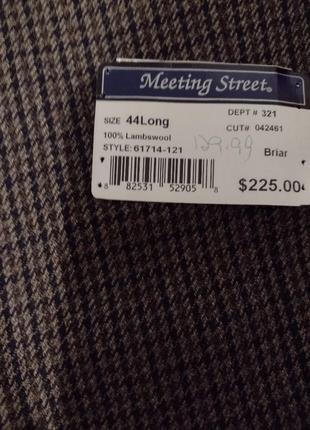 Meeting Street®
DEPT # 321
SIZE 44Long
CUT# 042461
100% Lambswool
STYLE: 61714-121
129.99
Briar
$225.00
8 82531 52905 8